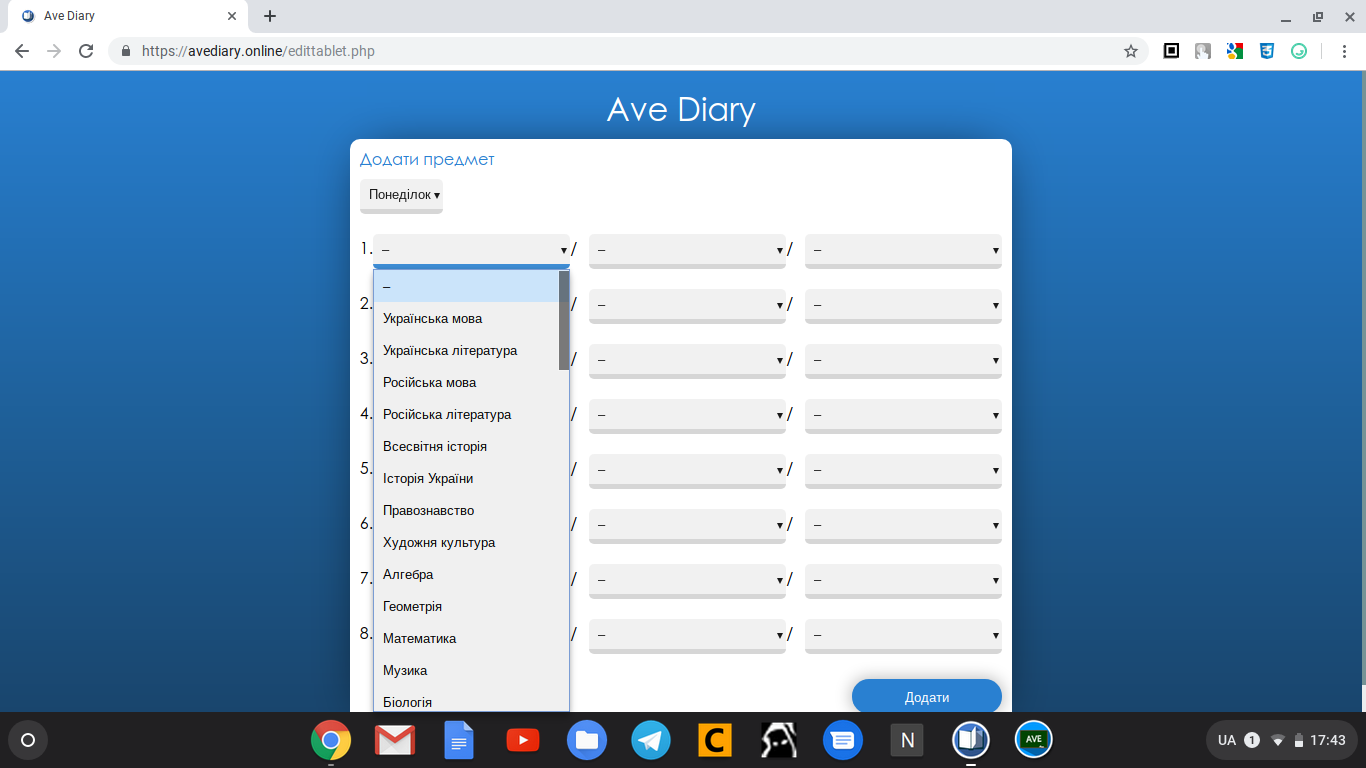 Ave Diary
https://avediary.online/edittablet.php
Ave Diary
Додати предмет
Понеділок
1. – / – / –
–
2. / – / –
Українська мова
Українська література
3. / – / –
Російська мова
Російська література
4. / – / –
Всесвітня історія
5. / – / –
Історія України
Правознавство
6. / – / –
Художня культура
Алгебра
7. / – / –
Геометрія
8. / – / –
Математика
Музика
Біологія
Додати
C N AVE UA 1 17:43